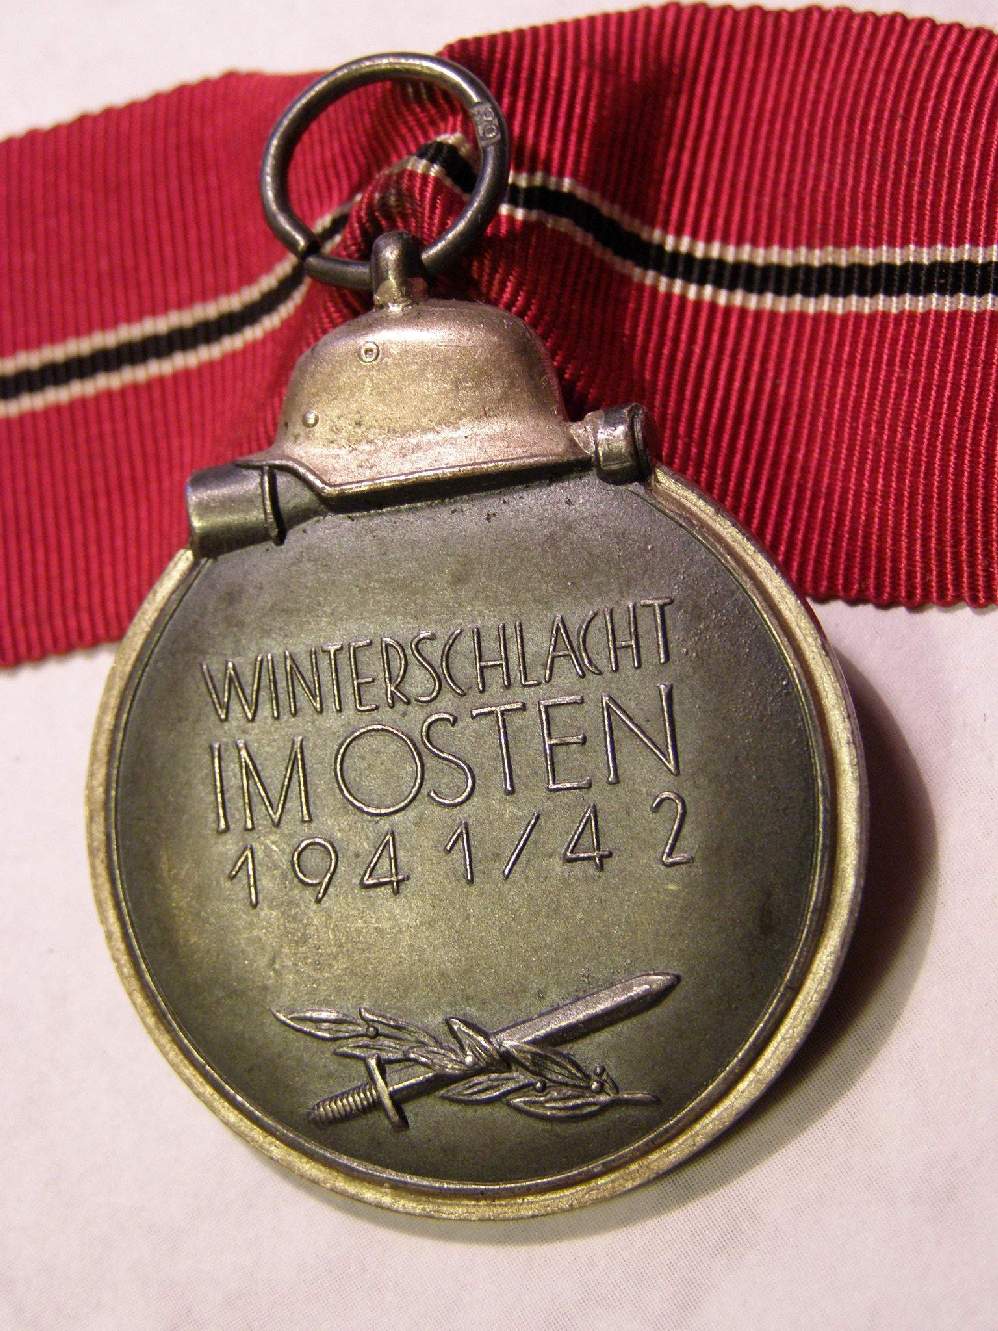 WINTERSCHLACHT
IM OSTEN
1941/42